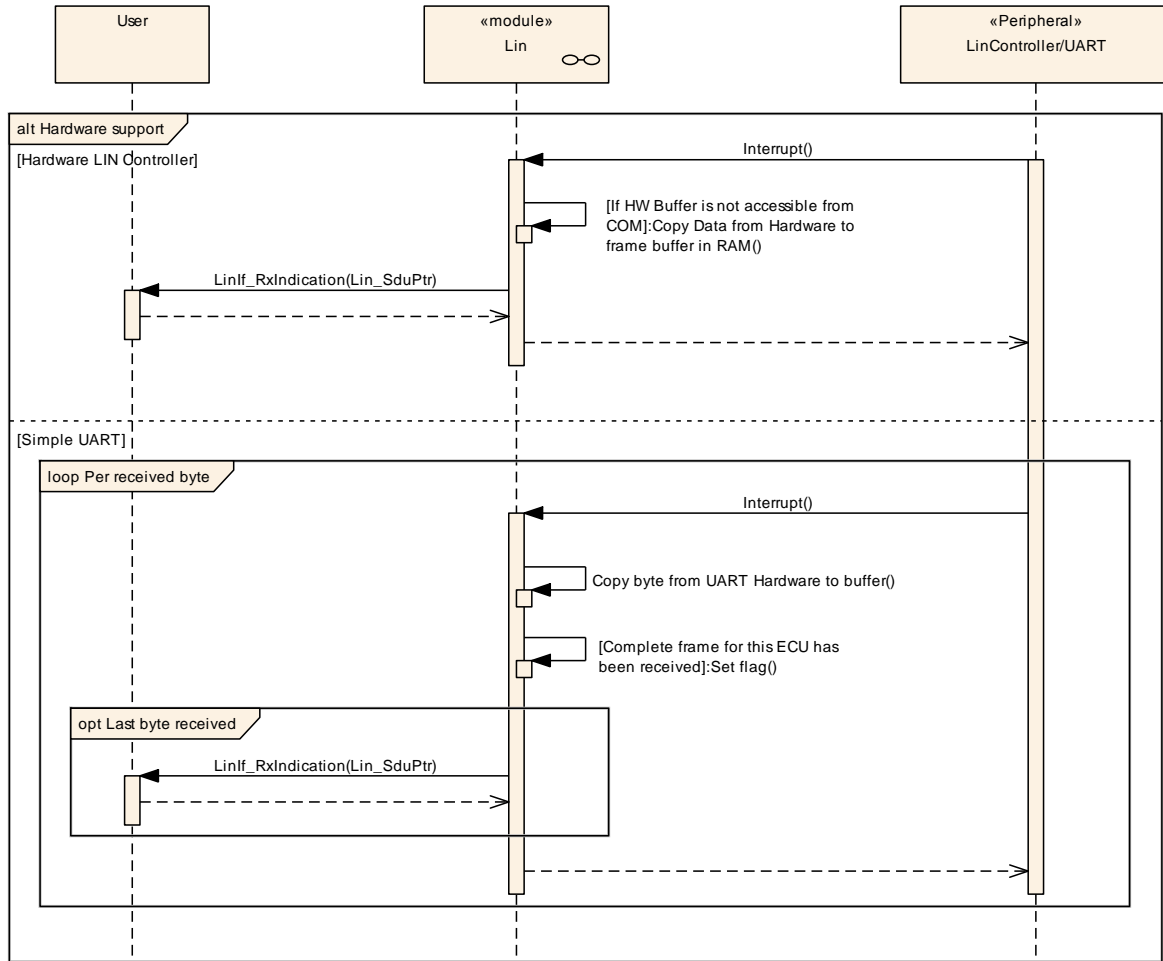 User
«module»
Lin
«Peripheral»
LinController/UART
alt Hardware support
[Hardware LIN Controller]
Interrupt()
[If HW Buffer is not accessible from
COM]:Copy Data from Hardware to
frame buffer in RAM()
LinIf_RxIndication(Lin_SduPtr)
[Simple UART]
loop Per received byte
Interrupt()
Copy byte from UART Hardware to buffer()
[Complete frame for this ECU has
been received]:Set flag()
opt Last byte received
LinIf_RxIndication(Lin_SduPtr)